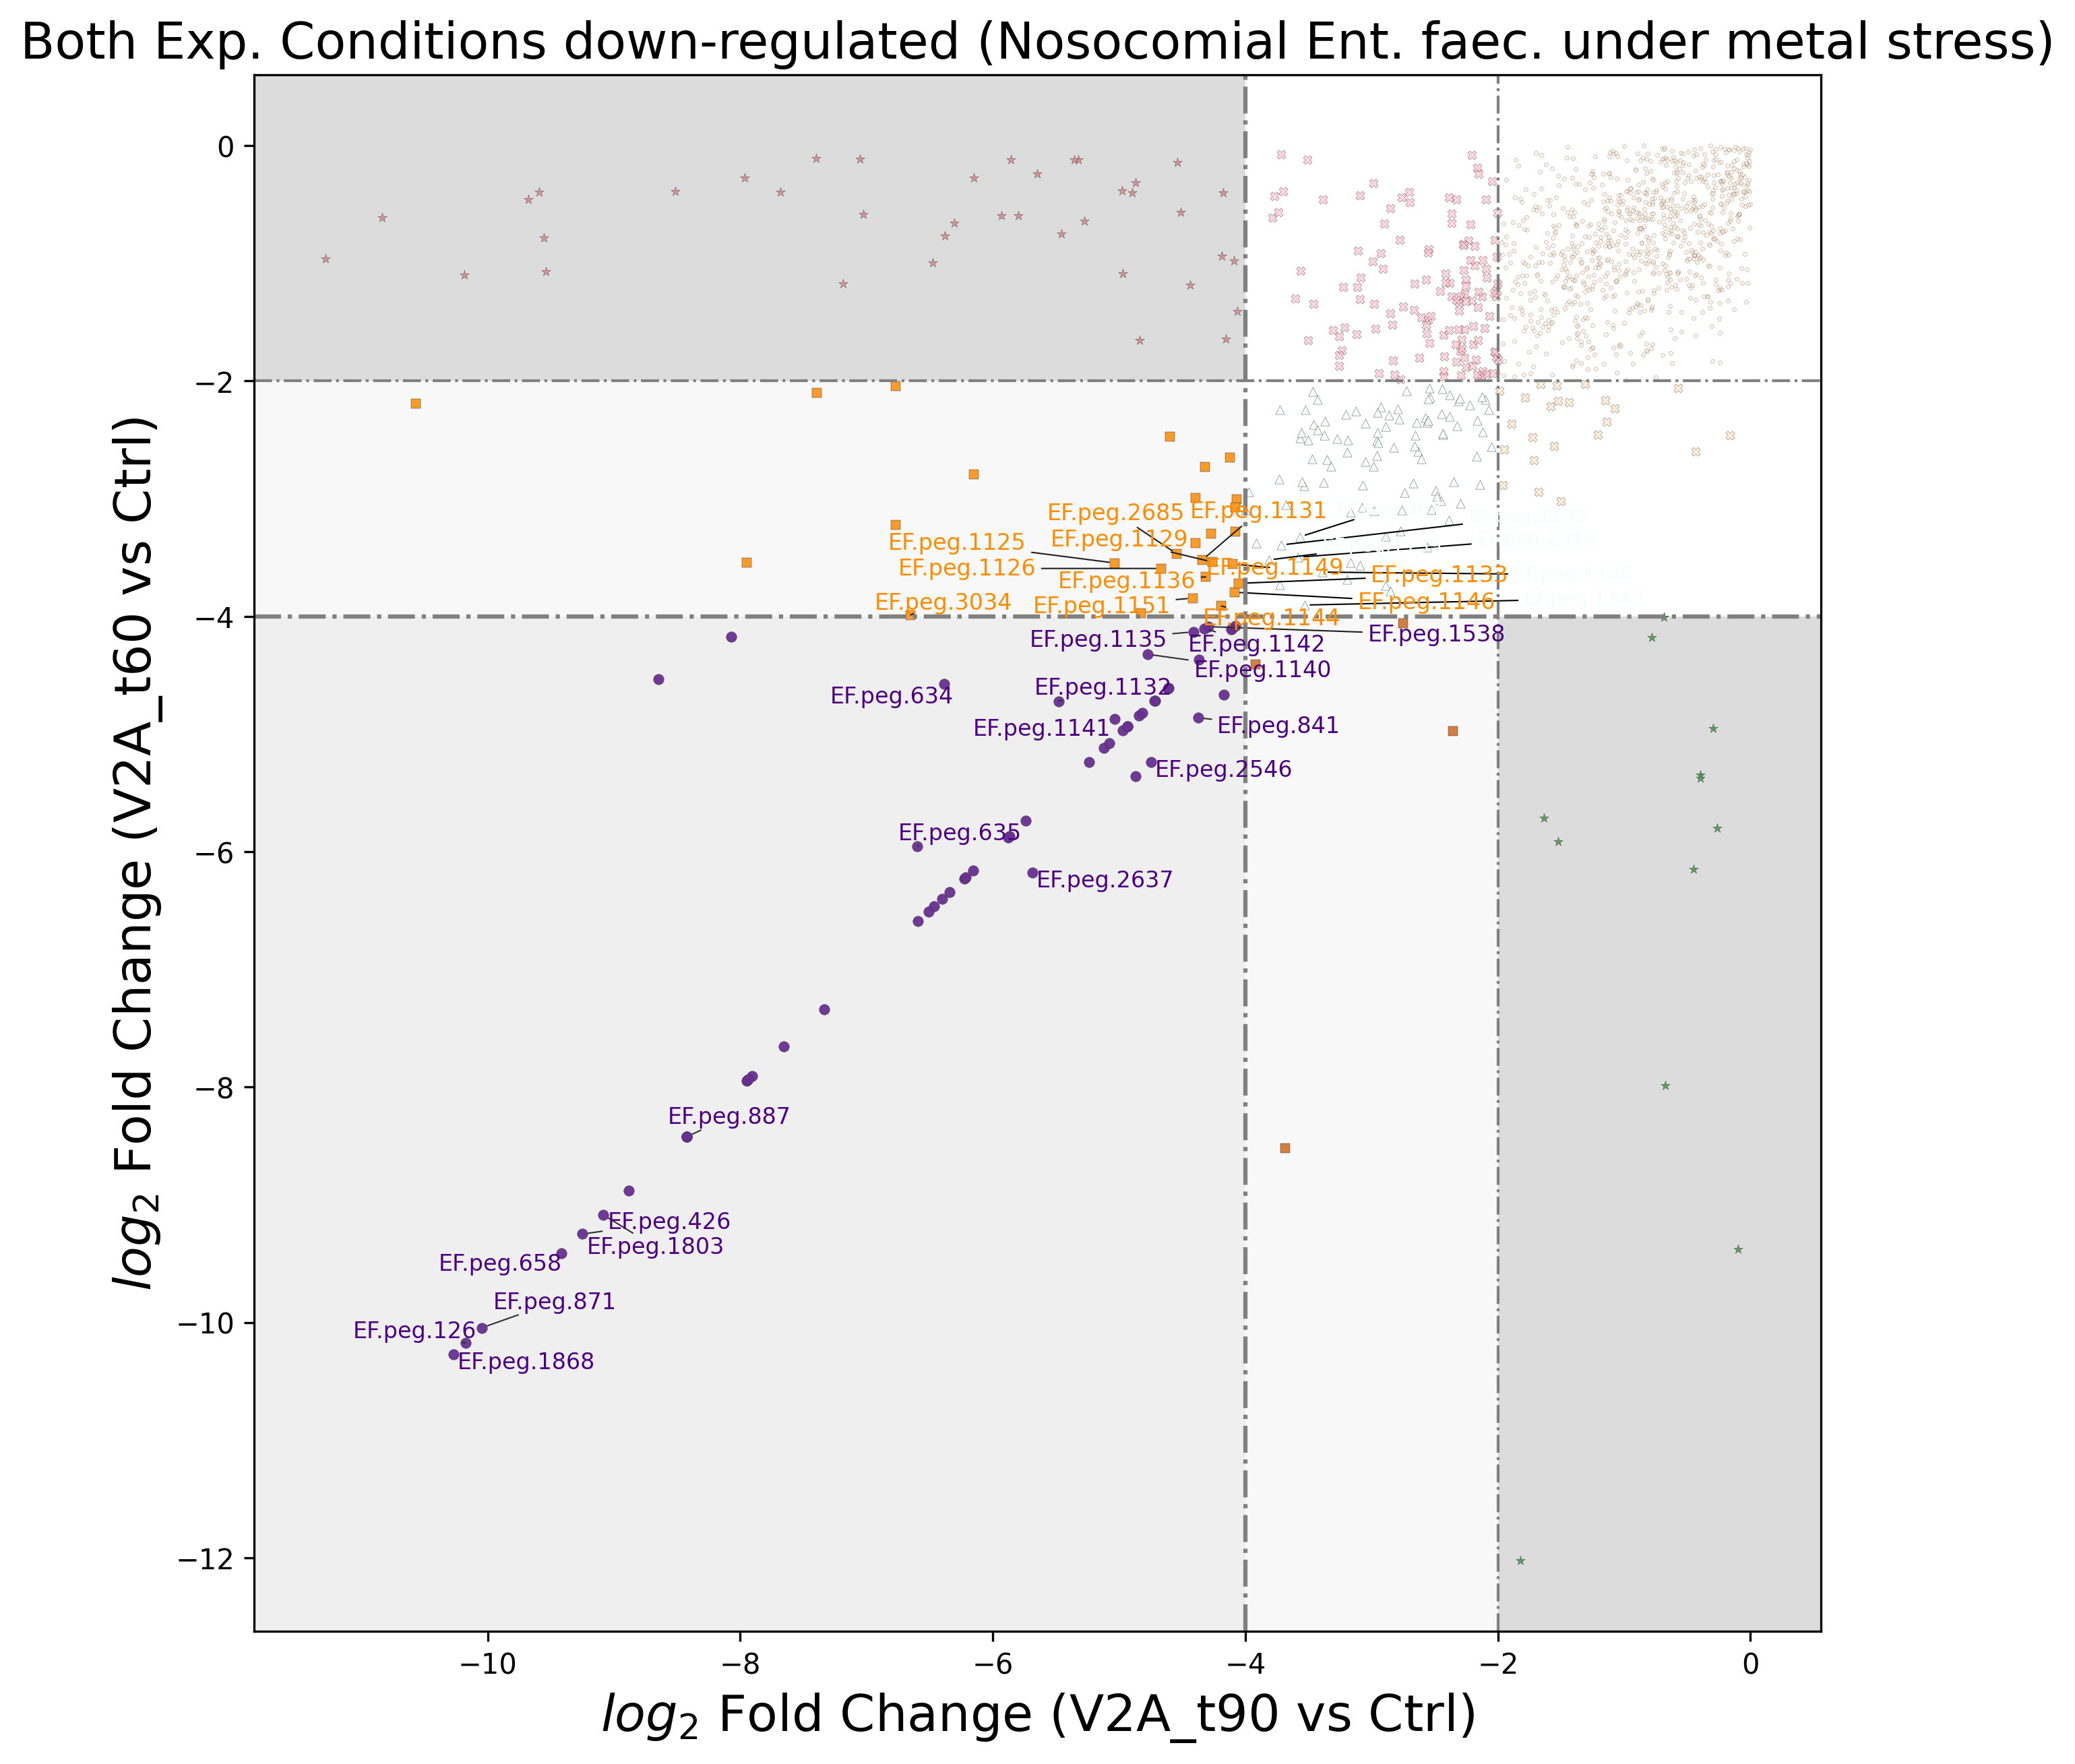 Both Exp. Conditions down-regulated (Nosocomial Ent. faec. under metal stress)
log2 Fold Change (V2A_t60 vs Ctrl)
0
−2
−4
−6
−8
−10
−12
EF.peg.2685
EF.peg.1131
EF.peg.1125
EF.peg.1129
EF.peg.1126
EF.peg.1149
EF.peg.1136
EF.peg.1133
EF.peg.3034
EF.peg.1151
EF.peg.1146
EF.peg.1144
EF.peg.1135
EF.peg.1538
EF.peg.1142
EF.peg.1140
EF.peg.634
EF.peg.1132
EF.peg.1141
EF.peg.841
EF.peg.2546
EF.peg.635
EF.peg.2637
EF.peg.887
EF.peg.426
EF.peg.1803
EF.peg.658
EF.peg.871
EF.peg.126
EF.peg.1868
−10
−8
−6
−4
−2
0
log2 Fold Change (V2A_t90 vs Ctrl)